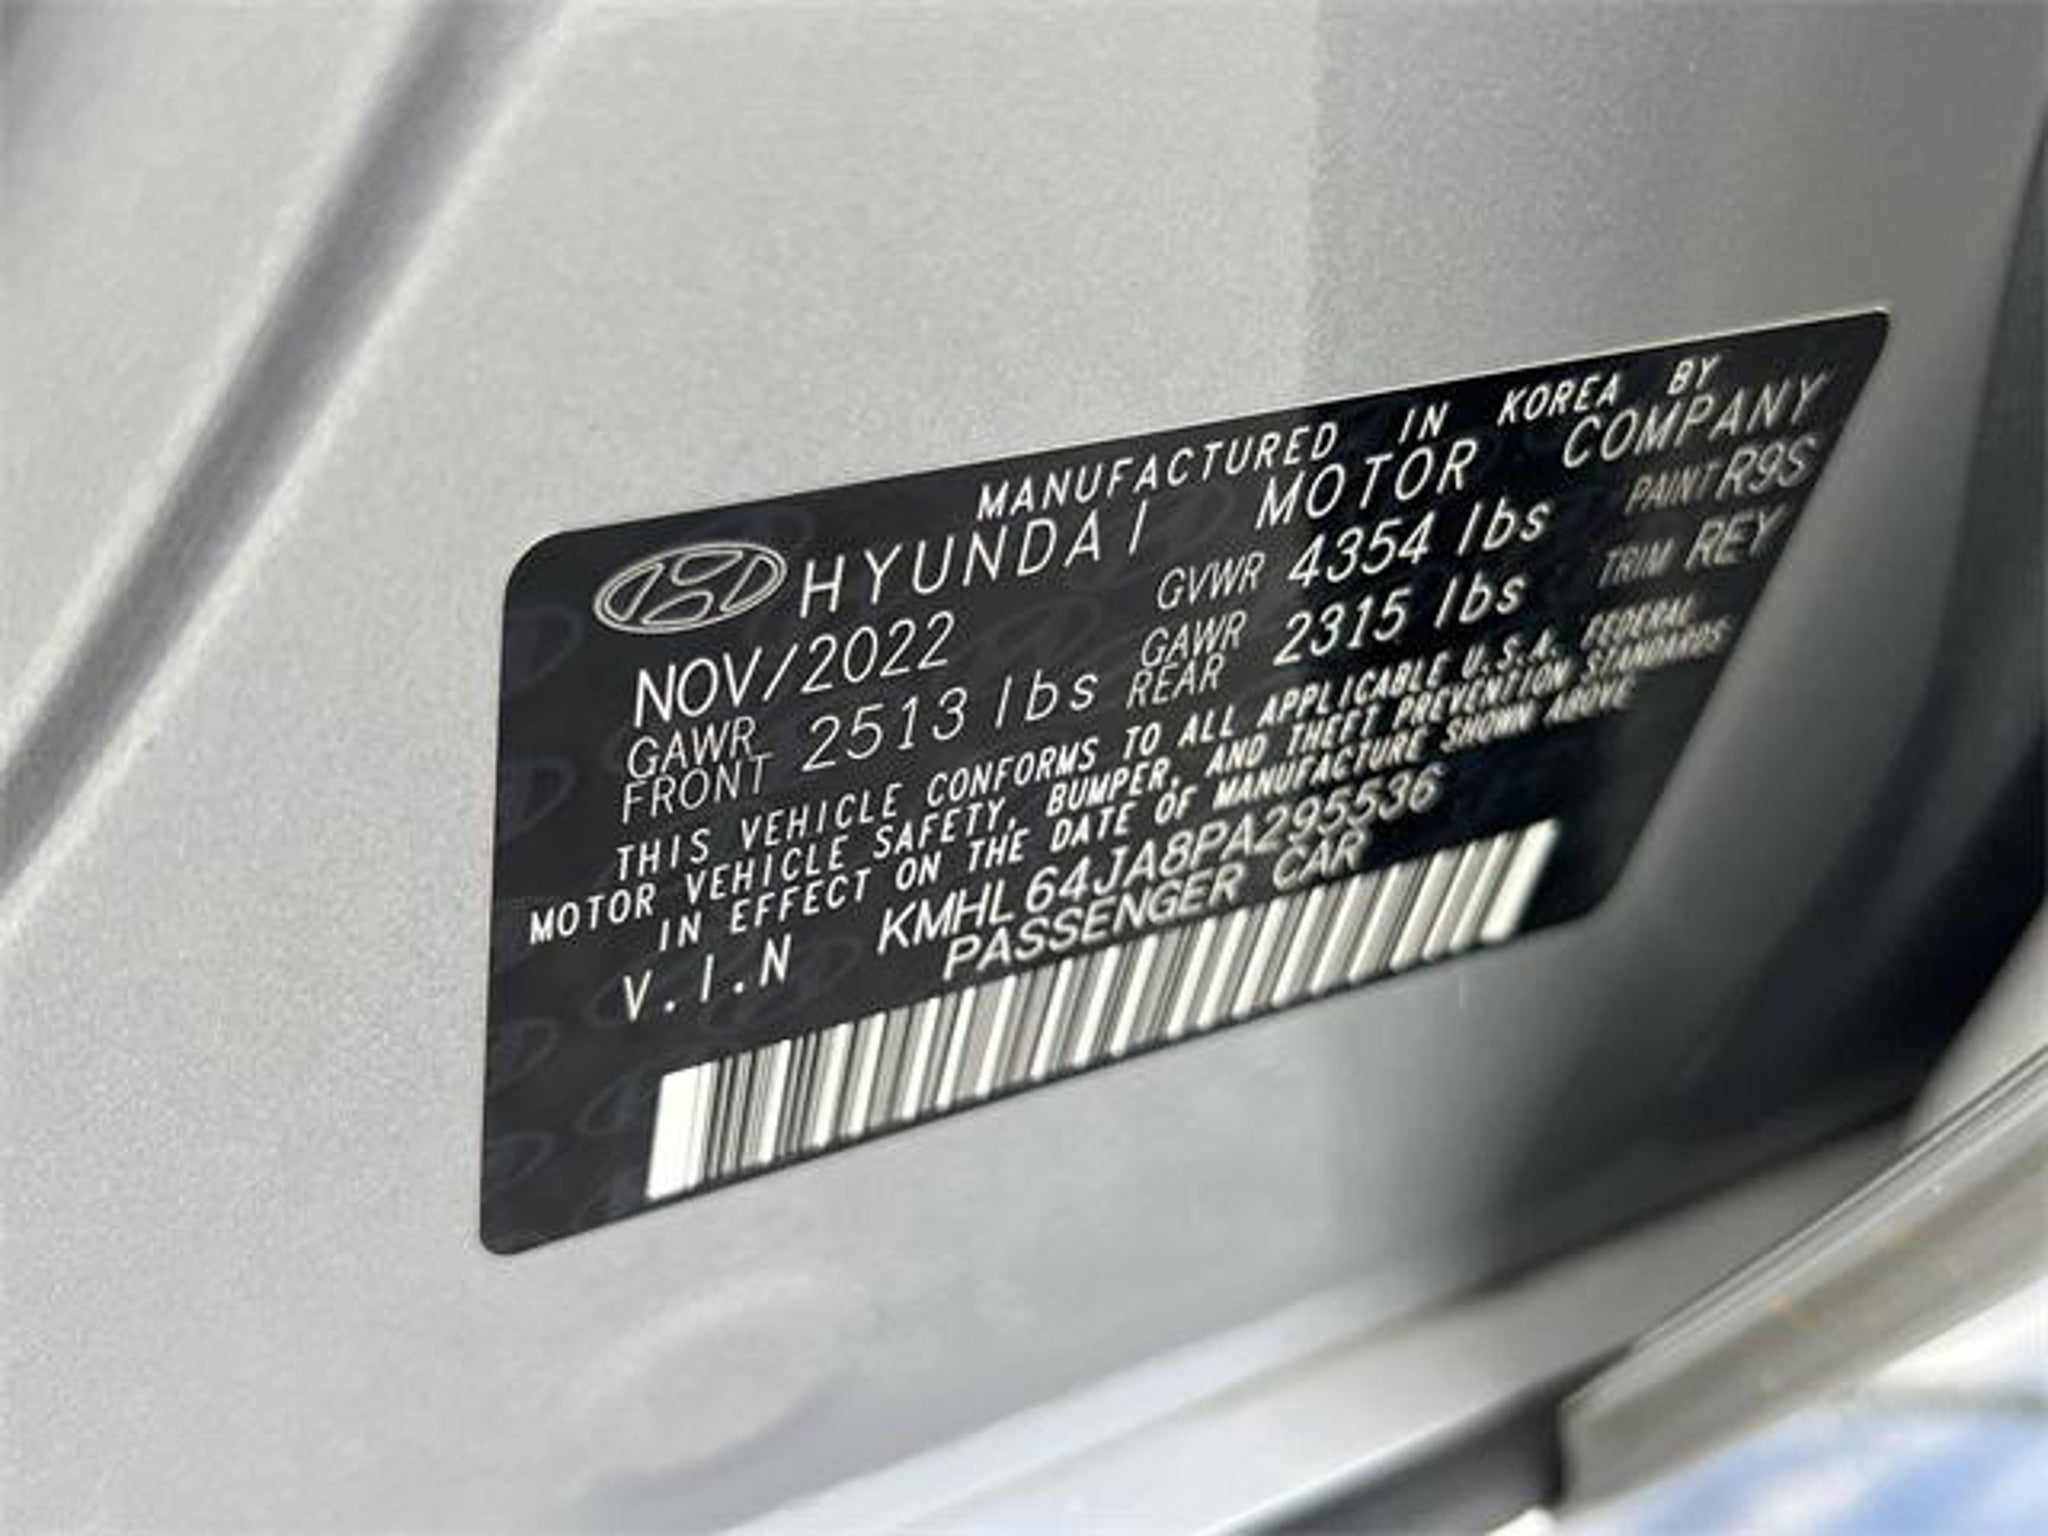 MANUFACTURED IN KOREA BY
HYUNDAI MOTOR COMPANY
NOV/2022 GVWR 4354 lbs PAINT R9S
GAWR FRONT 2513 lbs GAWR REAR 2315 lbs TRIM REY
THIS VEHICLE CONFORMS TO ALL APPLICABLE U.S.A. FEDERAL
MOTOR VEHICLE SAFETY, BUMPER, AND THEFT PREVENTION STANDARDS
IN EFFECT ON THE DATE OF MANUFACTURE SHOWN ABOVE
V.I.N KMHL64JA8PA295536
PASSENGER CAR